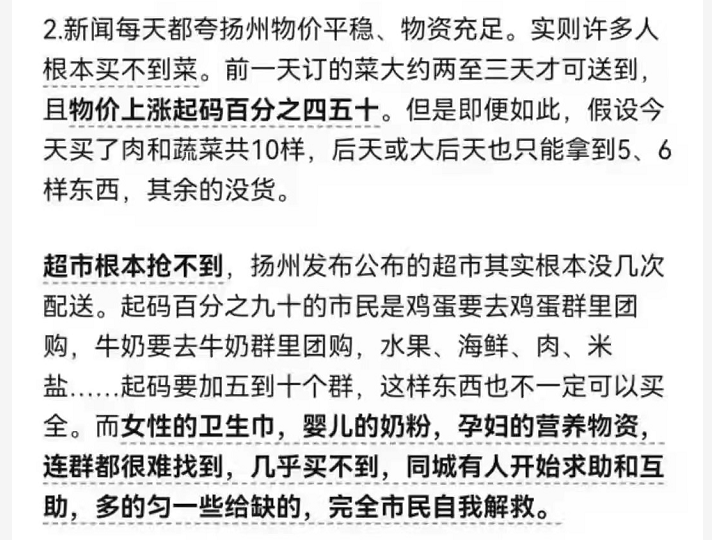 2.新闻每天都夸扬州物价平稳、物资充足。实则许多人
根本买不到菜。前一天订的菜大约两至三天才可送到，
且物价上涨起码百分之四五十。但是即便如此，假设今
天买了肉和蔬菜共10样，后天或大后天也只能拿到5、6
样东西，其余的没货。
超市根本抢不到，扬州发布公布的超市其实根本没几次
配送。起码百分之九十的市民是鸡蛋要去鸡蛋群里团
购，牛奶要去牛奶群里团购，水果、海鲜、肉、米
盐……起码要加五到十个群，这样东西也不一定可以买
全。而女性的卫生巾，婴儿的奶粉，孕妇的营养物资，
连群都很难找到，几乎买不到，同城有人开始求助和互
助，多的匀一些给缺的，完全市民自我解救。